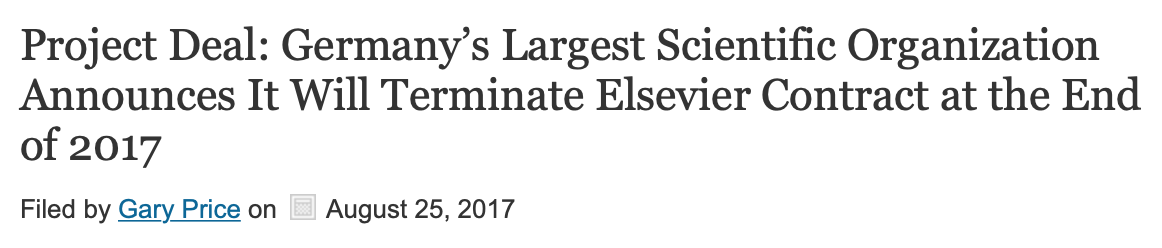 Project Deal: Germany’s Largest Scientific Organization
Announces It Will Terminate Elsevier Contract at the End
of 2017
Filed by Gary Price on August 25, 2017